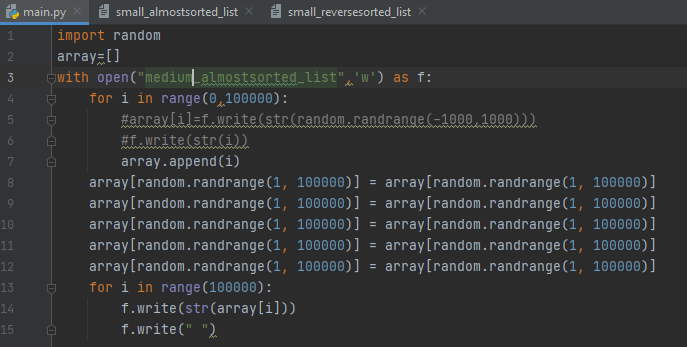 main.py small_almostsorted_list small_reversesorted_list
1 import random
2 array=[]
3 with open("medium_almostsorted_list",'w') as f:
4 for i in range(0,100000):
5 #array[i]=f.write(str(random.randrange(-1000,1000)))
6 #f.write(str(i))
7 array.append(i)
8 array[random.randrange(1, 100000)] = array[random.randrange(1, 100000)]
9 array[random.randrange(1, 100000)] = array[random.randrange(1, 100000)]
10 array[random.randrange(1, 100000)] = array[random.randrange(1, 100000)]
11 array[random.randrange(1, 100000)] = array[random.randrange(1, 100000)]
12 array[random.randrange(1, 100000)] = array[random.randrange(1, 100000)]
13 for i in range(100000):
14 f.write(str(array[i]))
15 f.write(" ")